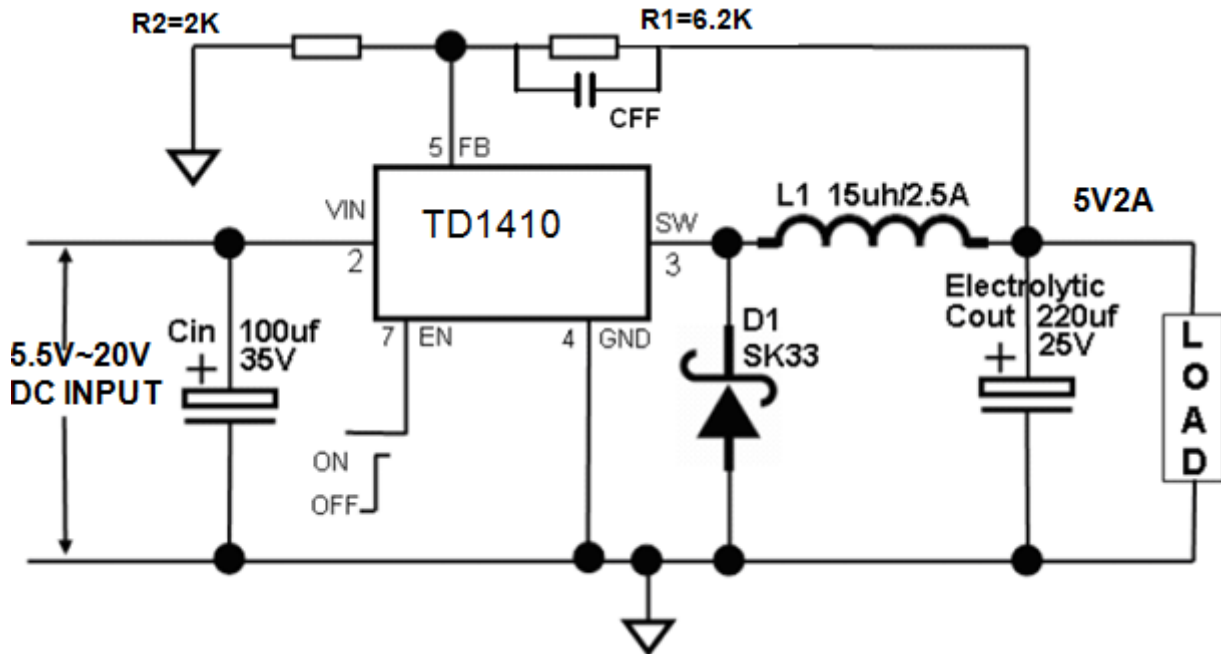 R2=2K
R1=6.2K
CFF
5 FB
L1 15uh/2.5A
5V2A
VIN
TD1410
SW
2
3
Electrolytic
Cin 100uf
35V
7 EN
4 GND
D1
SK33
Cout 220uf
25V
+
+
5.5V~20V
DC INPUT
L
O
A
D
ON
OFF